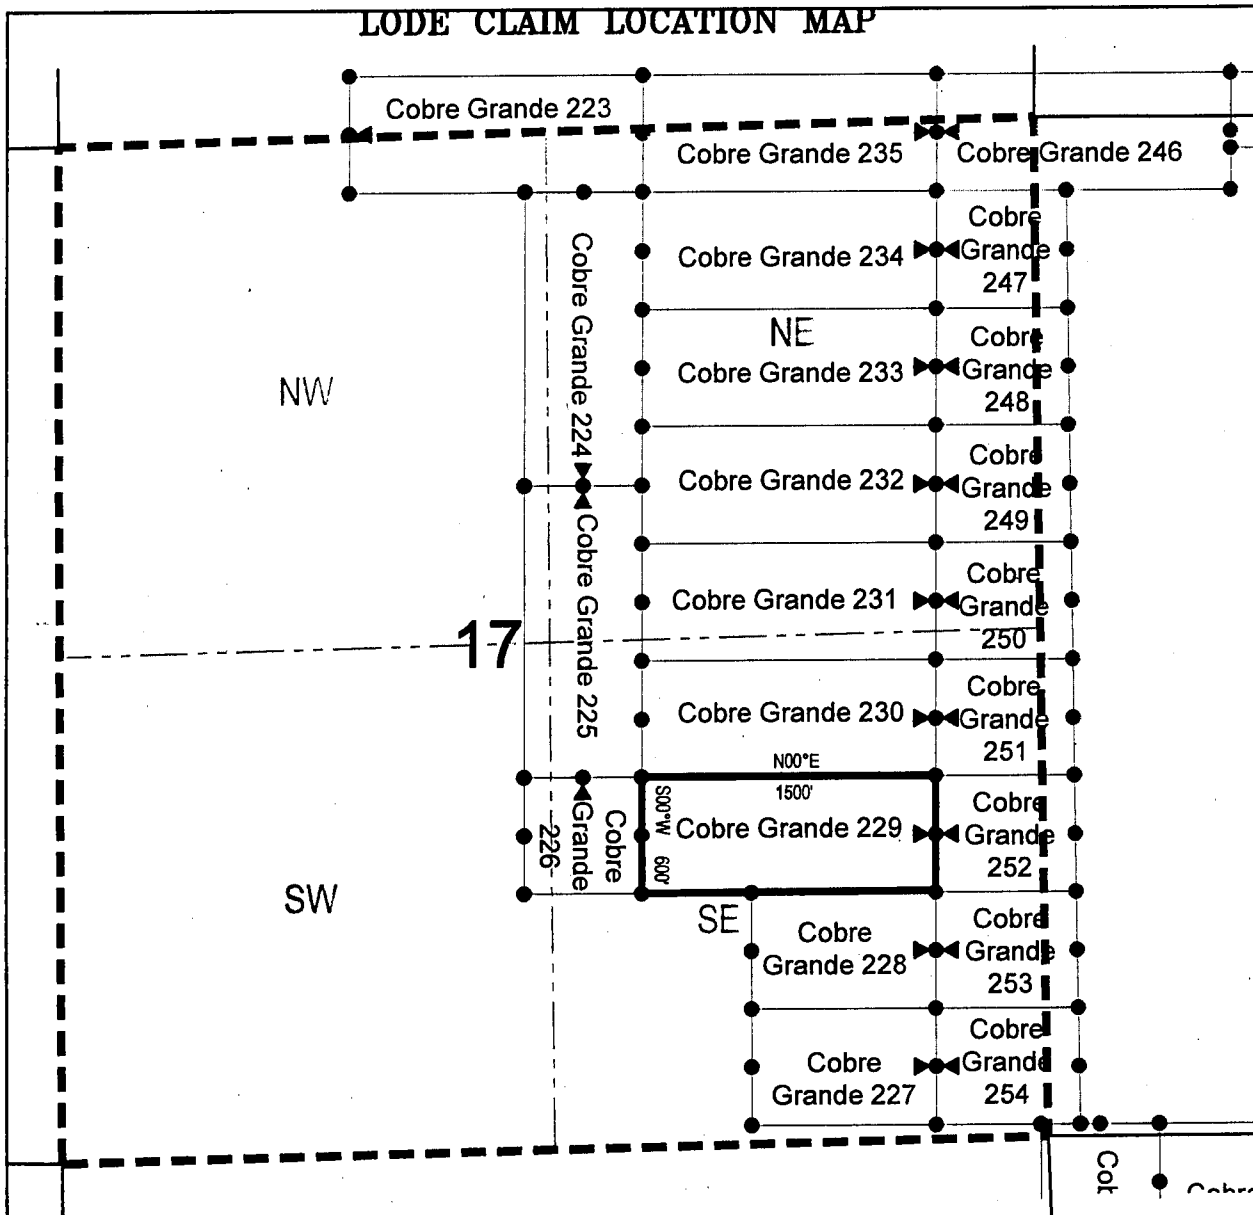 LODE CLAIM LOCATION MAP
Cobre Grande 223
Cobre Grande 235
Cobre Grande 246
Cobre Grande 224
Cobre Grande 234
Cobre
Grande
247
NE
NW
Cobre Grande 233
Cobre
Grande
248
Cobre Grande 232
Cobre
Grande
249
Cobre Grande 225
Cobre Grande 231
Cobre
Grande
250
17
Cobre Grande 230
Cobre
Grande
251
N00°E
1500'
S00°W 600'
Cobre Grande 229
Cobre
Grande
226
Cobre
Grande
252
SW
SE
Cobre
Grande 228
Cobre
Grande
253
Cobre
Grande 227
Cobre
Grande
254
Cob
Cobre